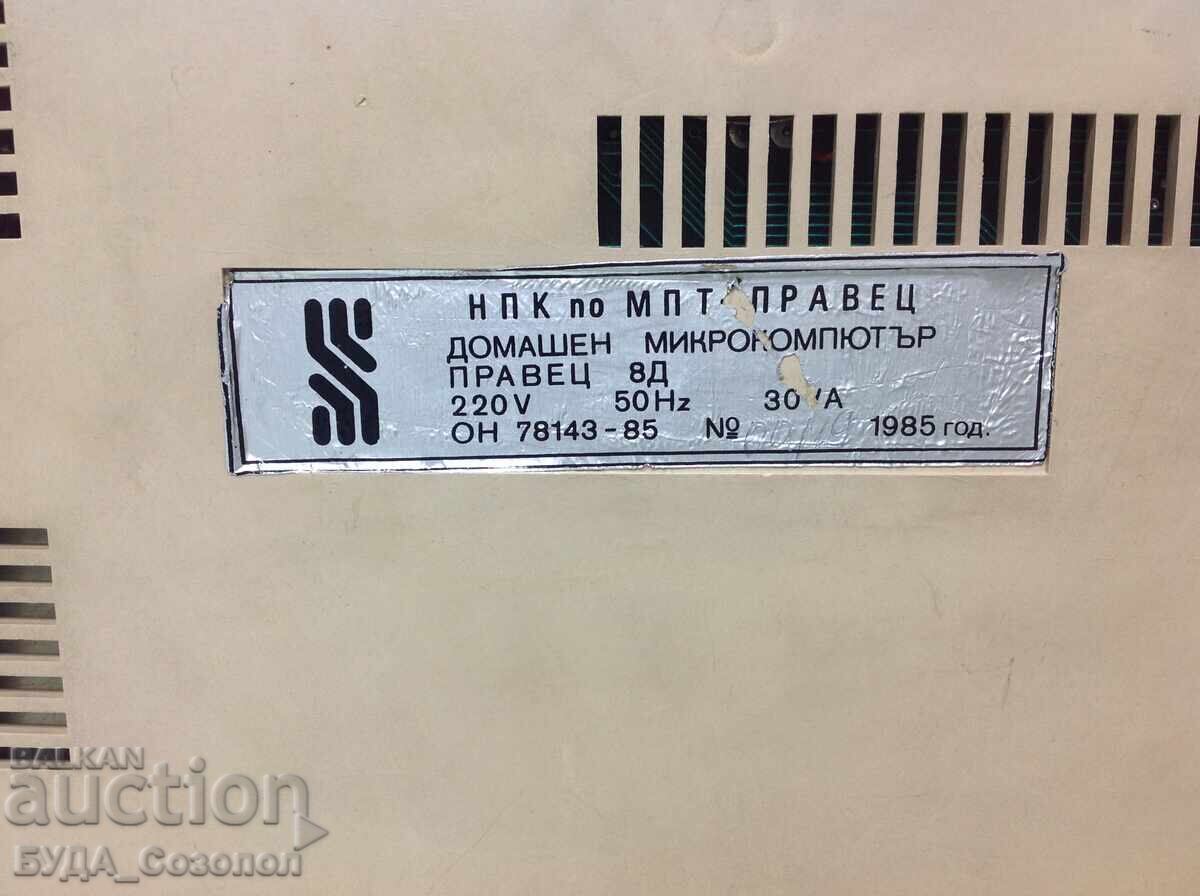 НПК по МПТ ПРАВЕЦ
ДОМАШЕН МИКРОКОМПЮТЪР
ПРАВЕЦ 8Д
220V 50Hz 30VA
ОН 78143-85 № 1985 год.
BALKAN
auction
БУДА_Созопол